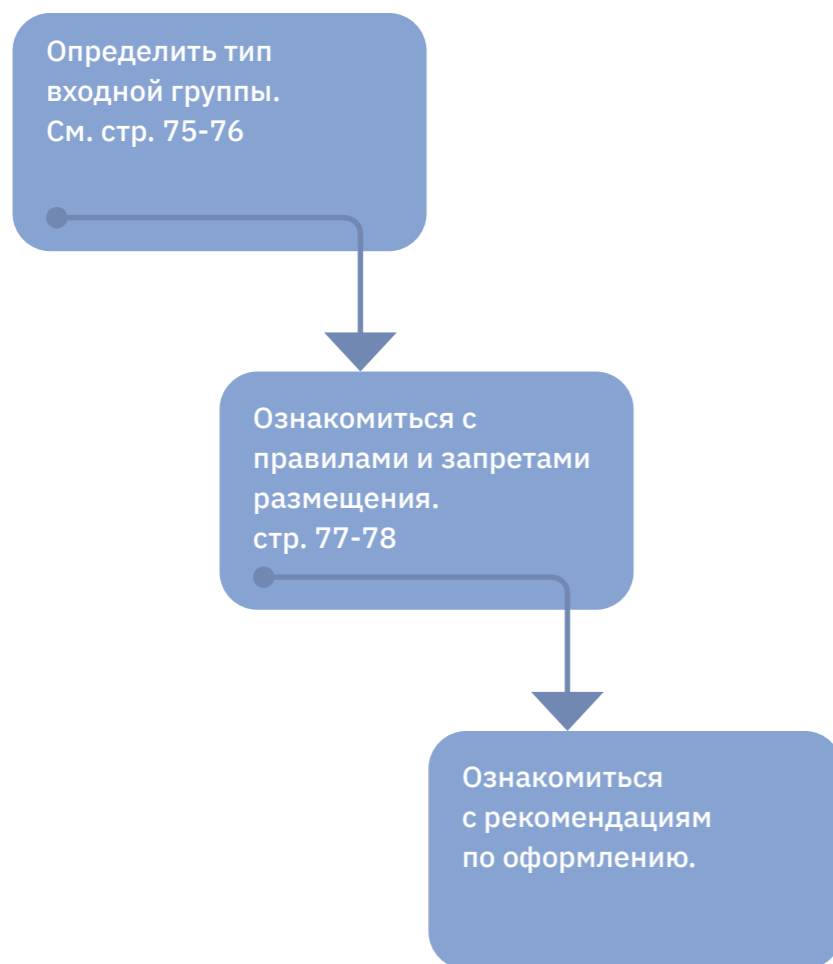 Определить тип
входной группы.
См. стр. 75-76
Ознакомиться с
правилами и запретами
размещения.
стр. 77-78
Ознакомиться
с рекомендациям
по оформлению.